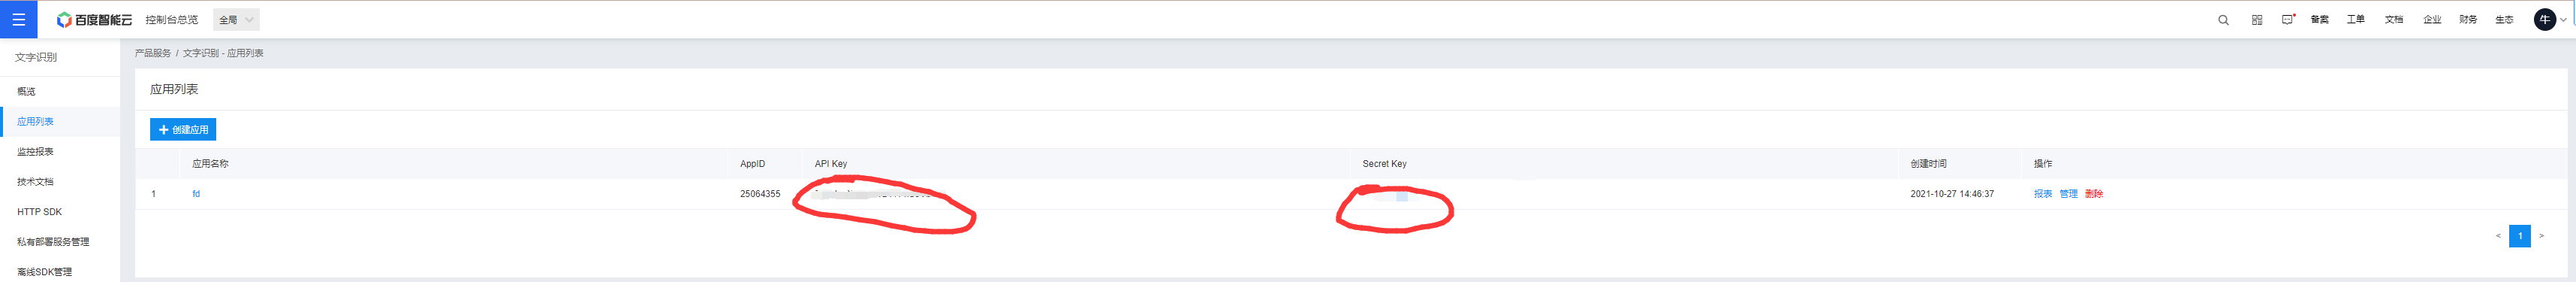 百度智能云 控制台总览 全局 备案 工单 文档 企业 财务 生态 牛
文字识别
产品服务 / 文字识别 - 应用列表
概览
应用列表
监控报表
技术文档
HTTP SDK
私有部署服务管理
离线SDK管理
应用列表
创建应用
应用名称 AppID API Key Secret Key 创建时间 操作
1 fd 25064355 2021-10-27 14:46:37 报表 管理 删除
< 1 >